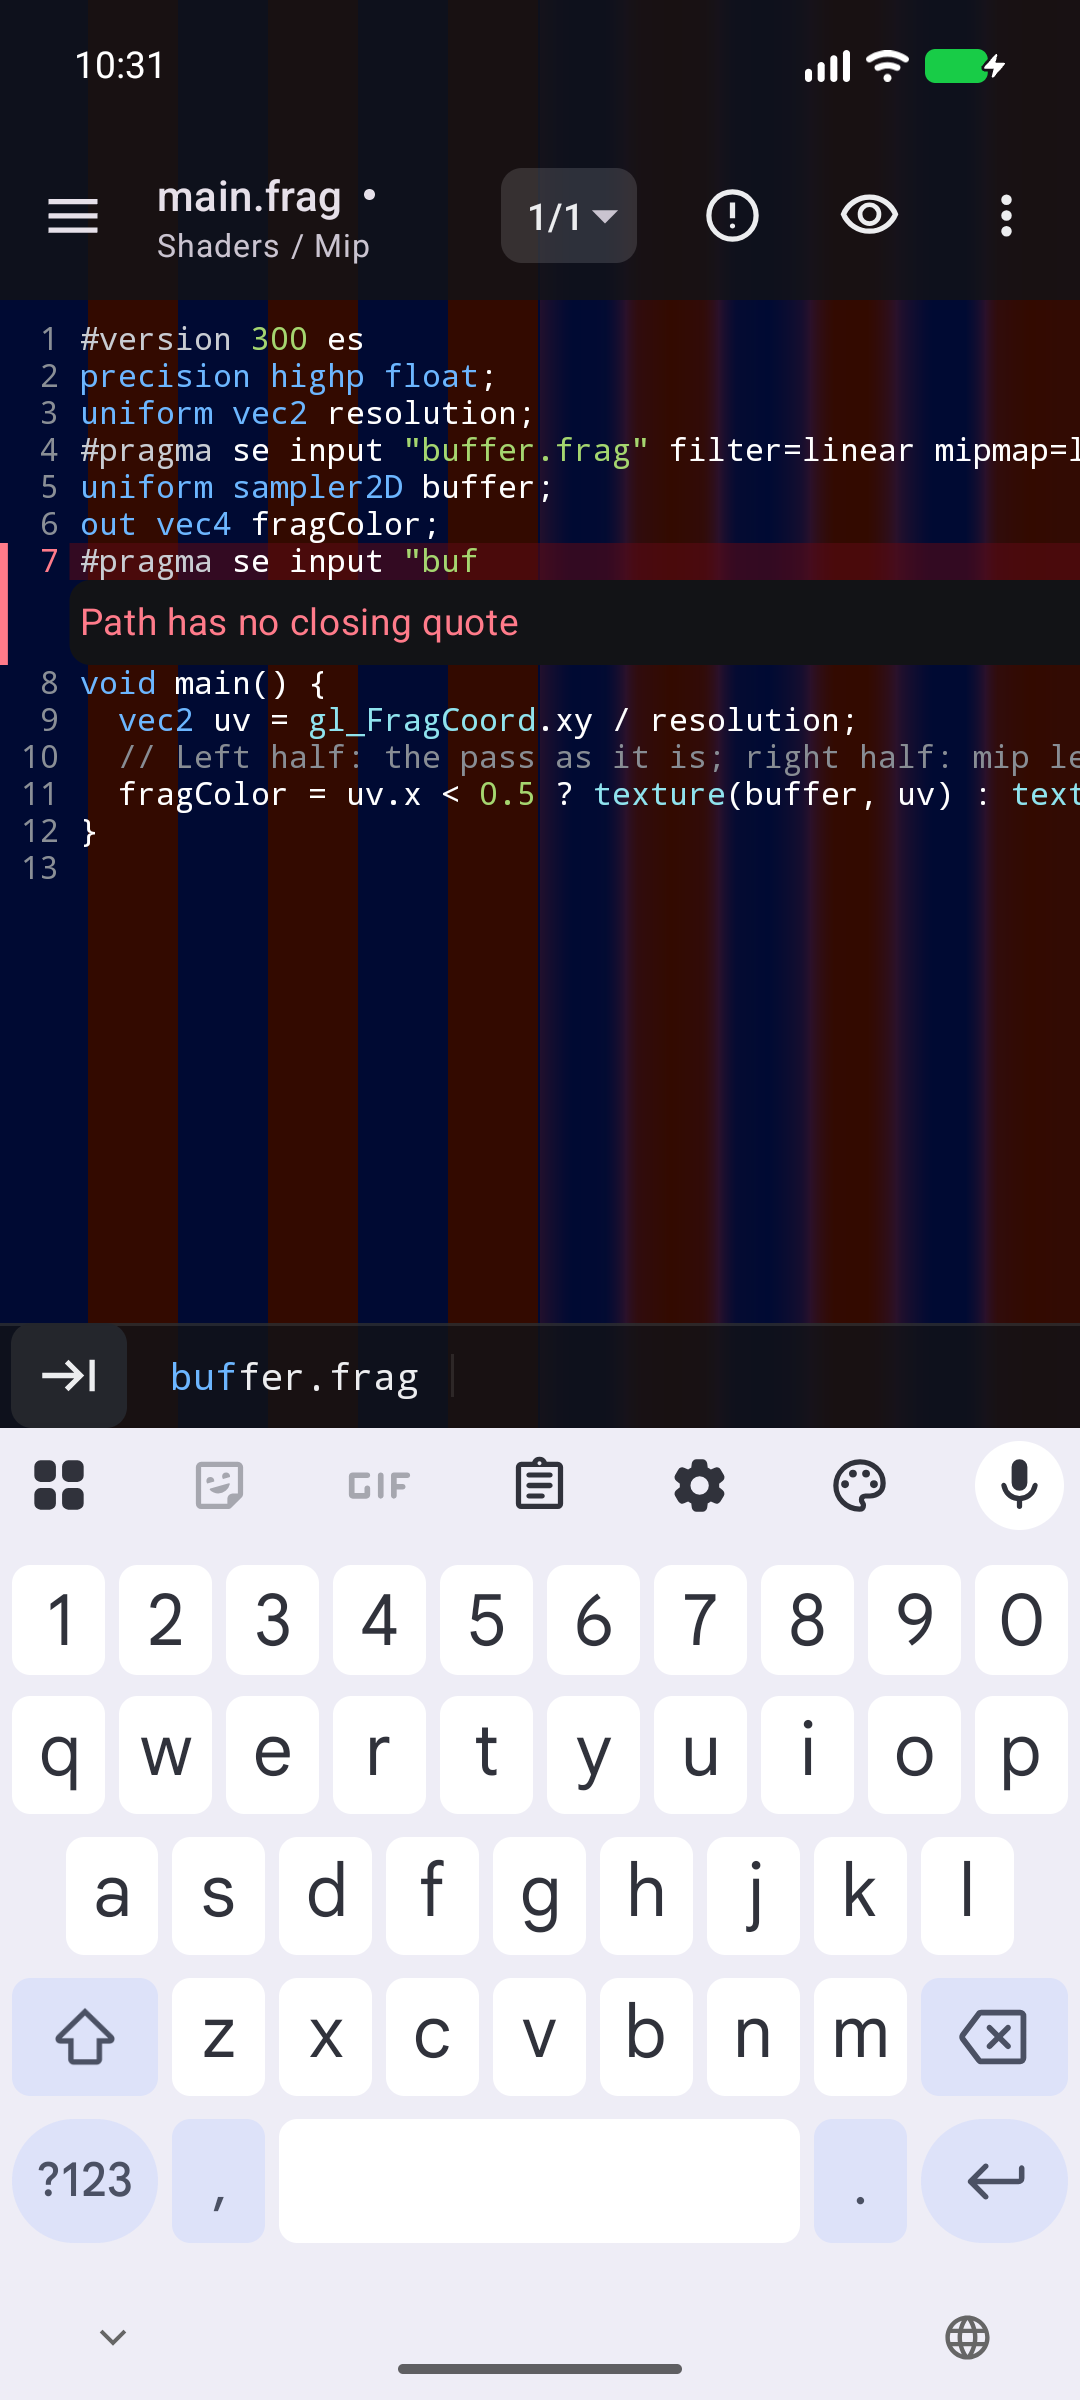 10:31
main.frag •
Shaders / Mip
1/1
1 #version 300 es
2 precision highp float;
3 uniform vec2 resolution;
4 #pragma se input "buffer.frag" filter=linear mipmap=l
5 uniform sampler2D buffer;
6 out vec4 fragColor;
7 #pragma se input "buf
Path has no closing quote
8 void main() {
9 vec2 uv = gl_FragCoord.xy / resolution;
10 // Left half: the pass as it is; right half: mip le
11 fragColor = uv.x < 0.5 ? texture(buffer, uv) : text
12 }
13
buffer.frag
GIF
1 2 3 4 5 6 7 8 9 0
q w e r t y u i o p
a s d f g h j k l
z x c v b n m
?123 , .